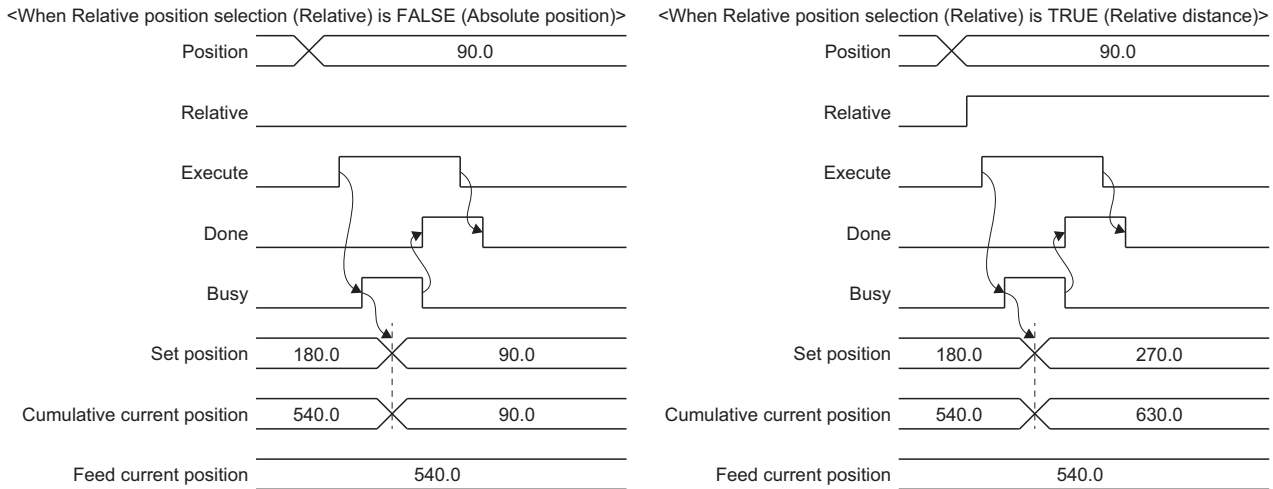 <When Relative position selection (Relative) is FALSE (Absolute position)>
Position 90.0
Relative
Execute
Done
Busy
Set position 180.0 90.0
Cumulative current position 540.0 90.0
Feed current position 540.0
<When Relative position selection (Relative) is TRUE (Relative distance)>
Position 90.0
Relative
Execute
Done
Busy
Set position 180.0 270.0
Cumulative current position 540.0 630.0
Feed current position 540.0